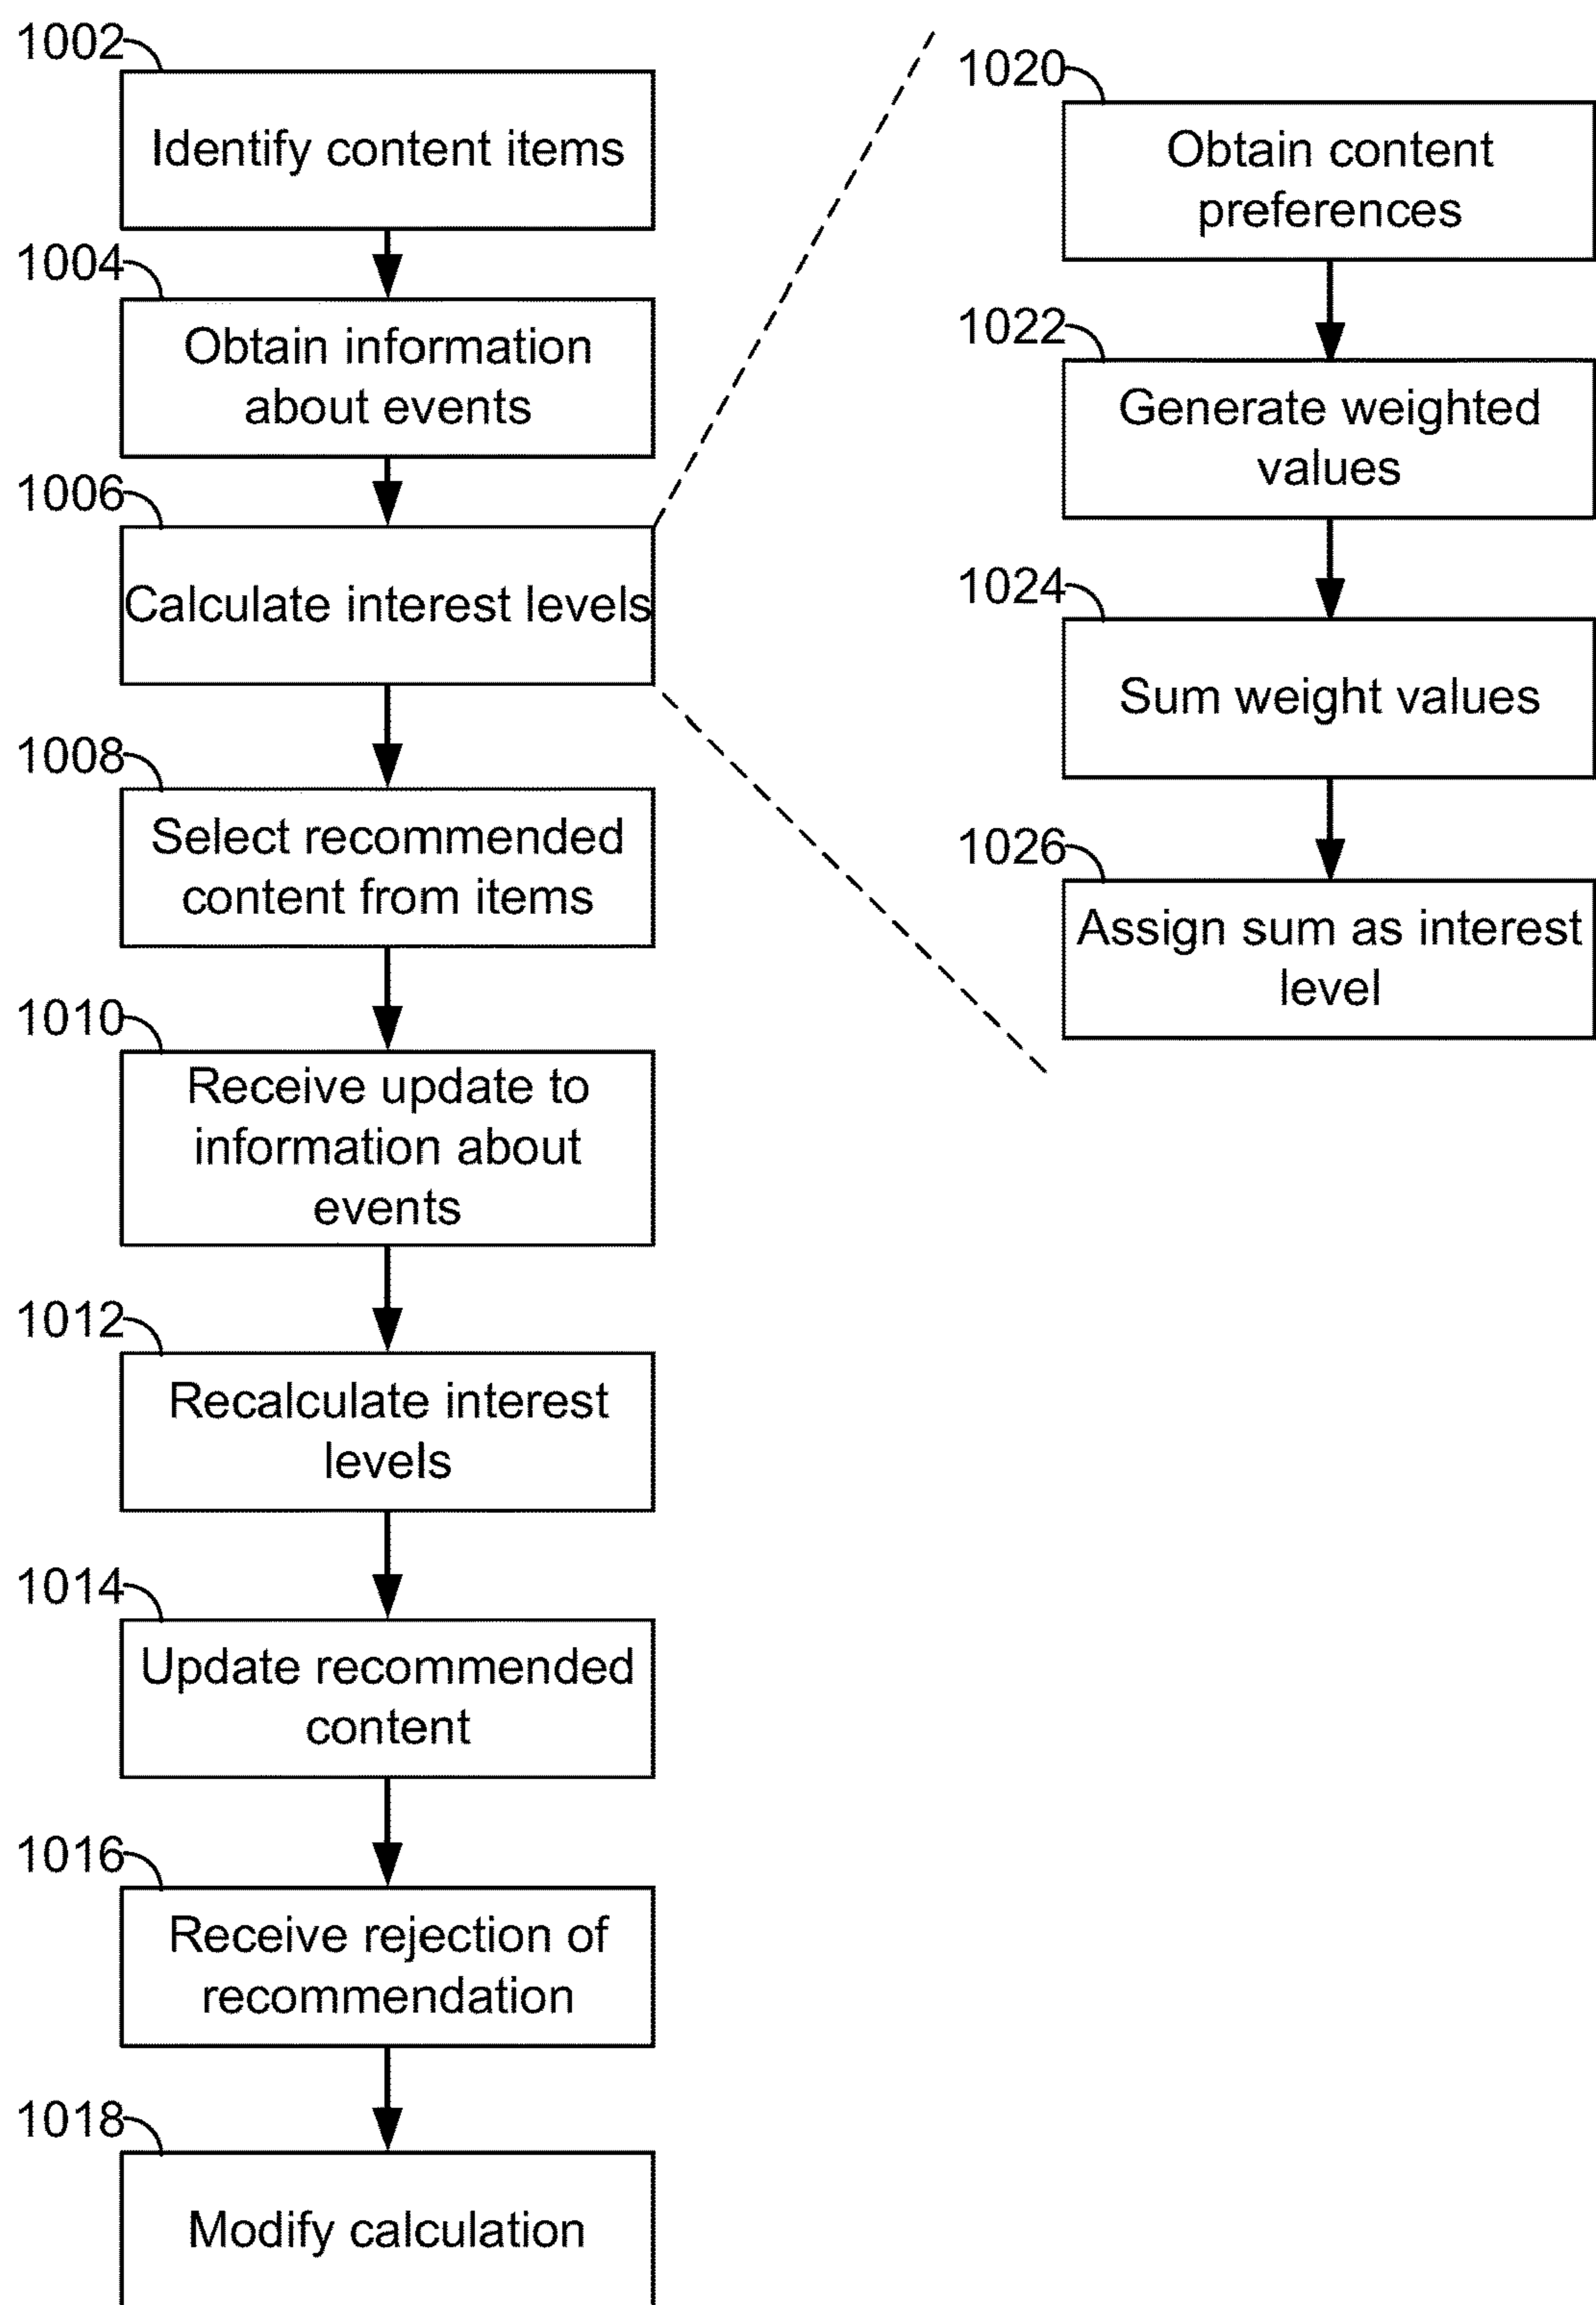 1002
Identify content items
1004
Obtain information
about events
1006
Calculate interest levels
1008
Select recommended
content from items
1010
Receive update to
information about
events
1012
Recalculate interest
levels
1014
Update recommended
content
1016
Receive rejection of
recommendation
1018
Modify calculation
1020
Obtain content
preferences
1022
Generate weighted
values
1024
Sum weight values
1026
Assign sum as interest
level